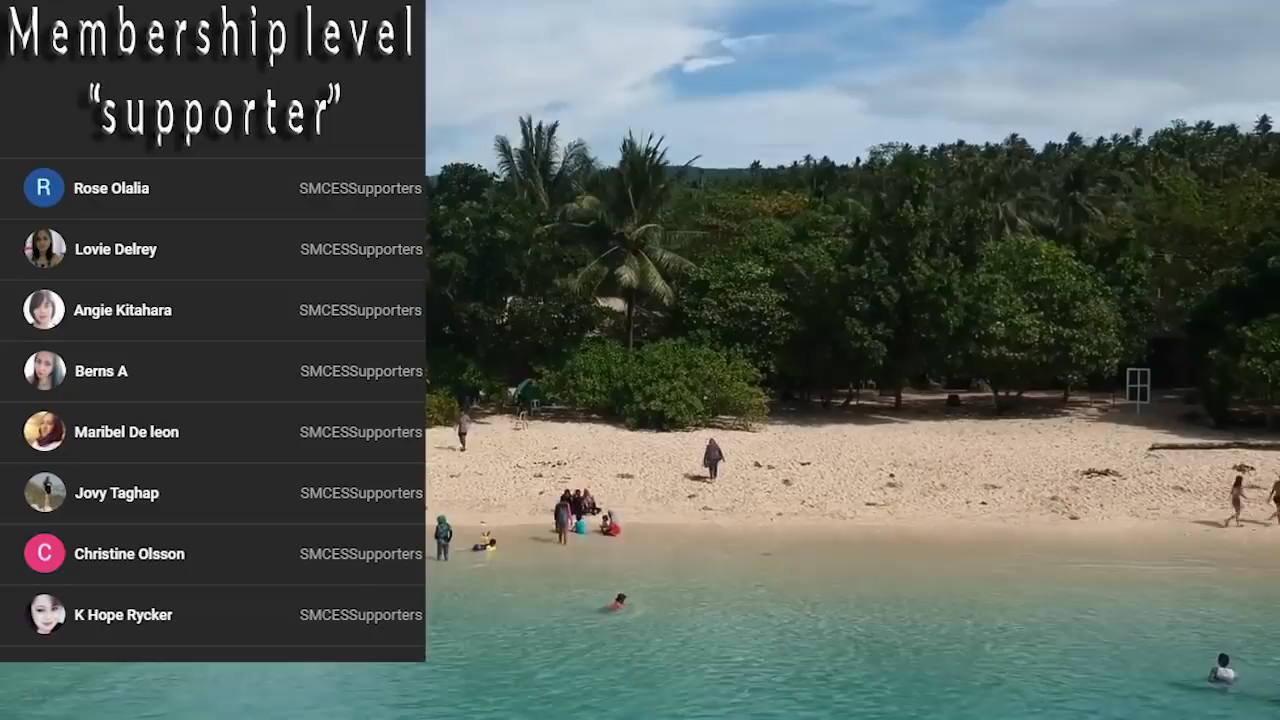 Membership level
“supporter”
R Rose Olalia SMCESSupporters
Lovie Delrey SMCESSupporters
Angie Kitahara SMCESSupporters
Berns A SMCESSupporters
Maribel De leon SMCESSupporters
Jovy Taghap SMCESSupporters
C Christine Olsson SMCESSupporters
K Hope Rycker SMCESSupporters